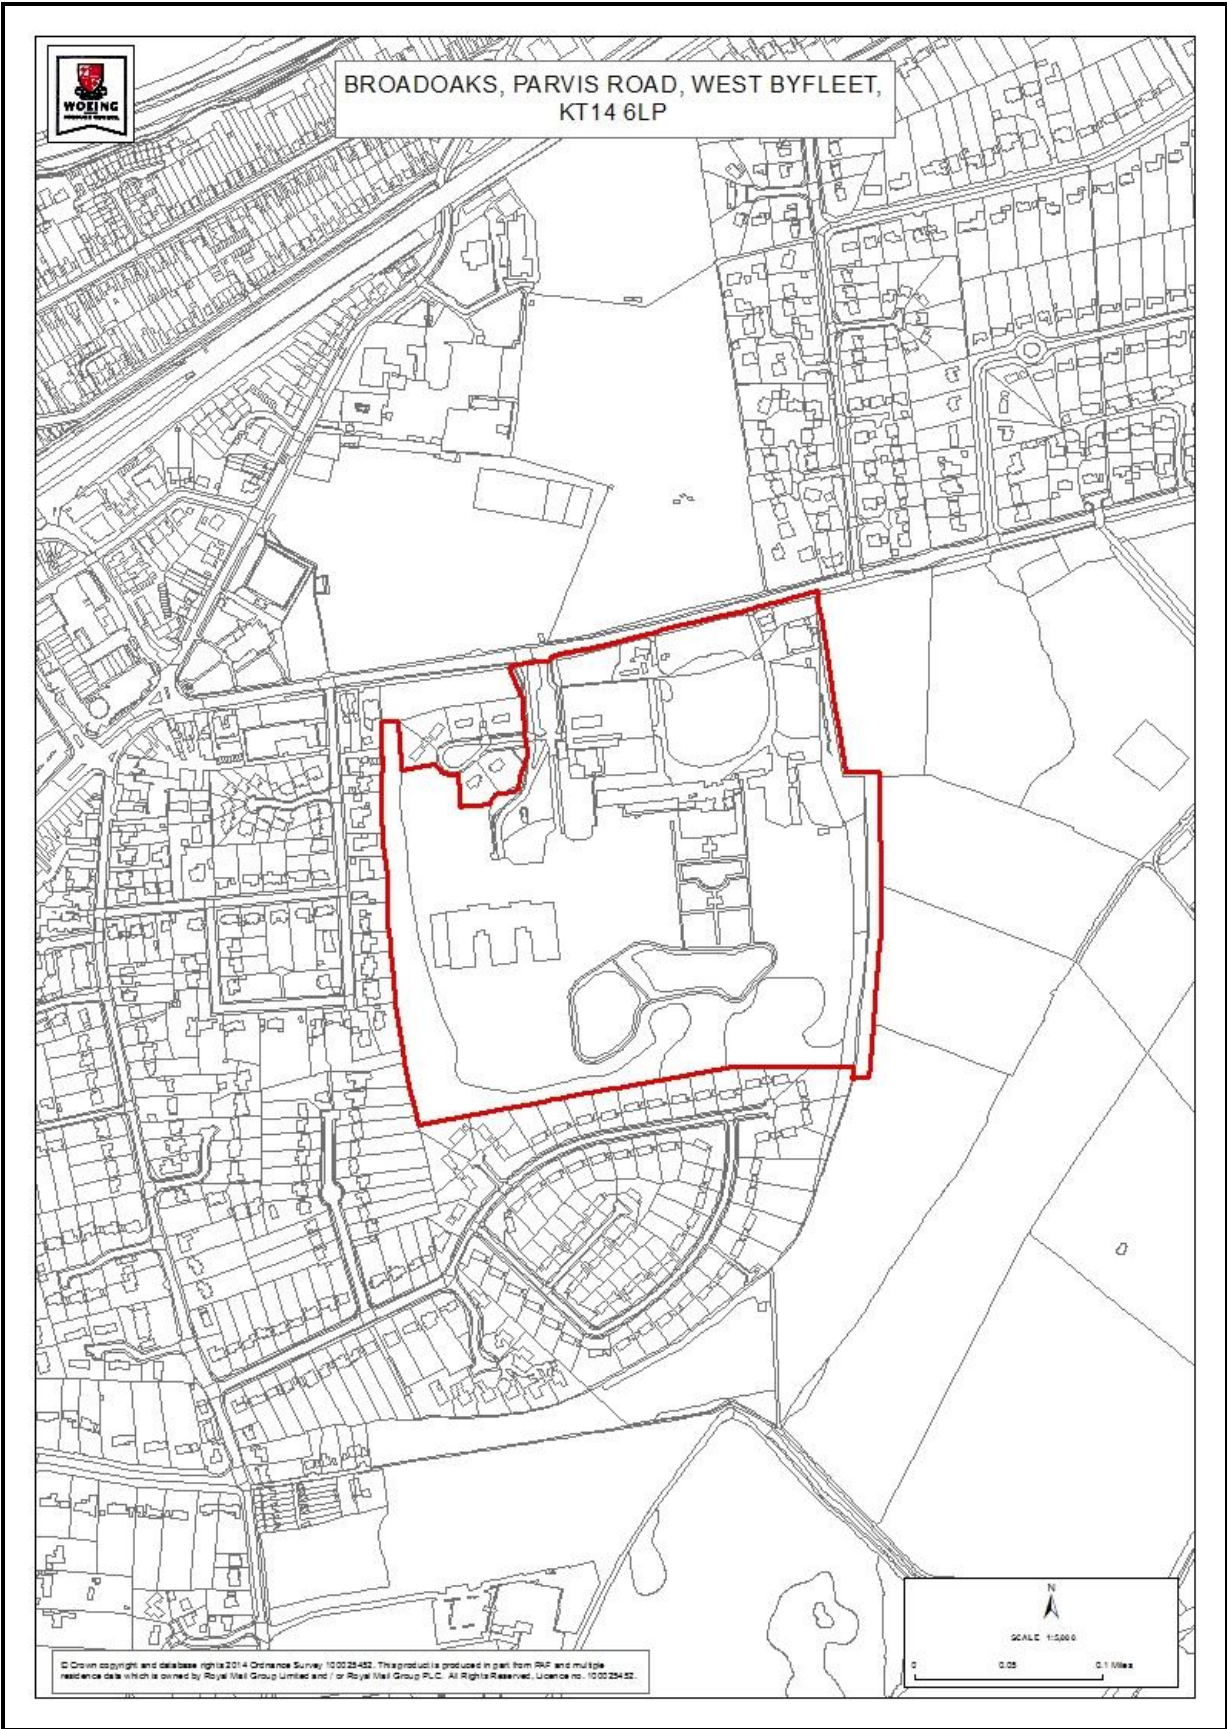 WOKING
BOROUGH COUNCIL
BROADOAKS, PARVIS ROAD, WEST BYFLEET,
KT14 6LP
N
SCALE 1:5,000
0 0.05 0.1 Miles
© Crown copyright and database rights 2014 Ordnance Survey 100025452. This product is produced in part from PAF and multiple
residence data which is owned by Royal Mail Group Limited and / or Royal Mail Group PLC. All Rights Reserved, Licence no. 100025452.